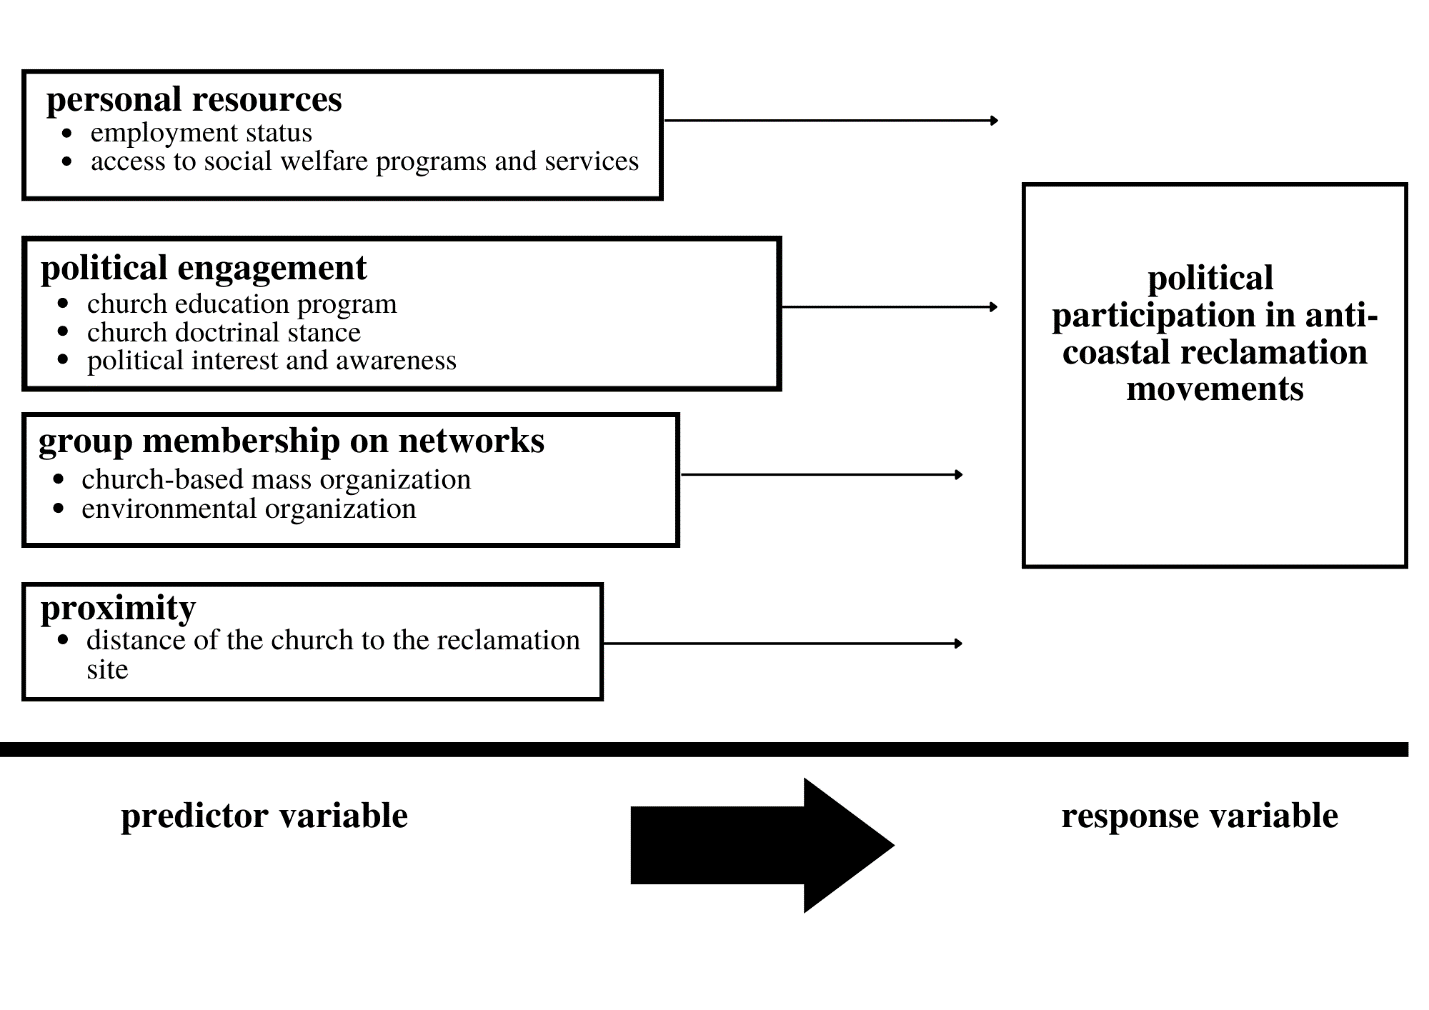 personal resources
• employment status
• access to social welfare programs and services
political engagement
• church education program
• church doctrinal stance
• political interest and awareness
group membership on networks
• church-based mass organization
• environmental organization
proximity
• distance of the church to the reclamation
site
political
participation in anti-
coastal reclamation
movements
predictor variable
response variable